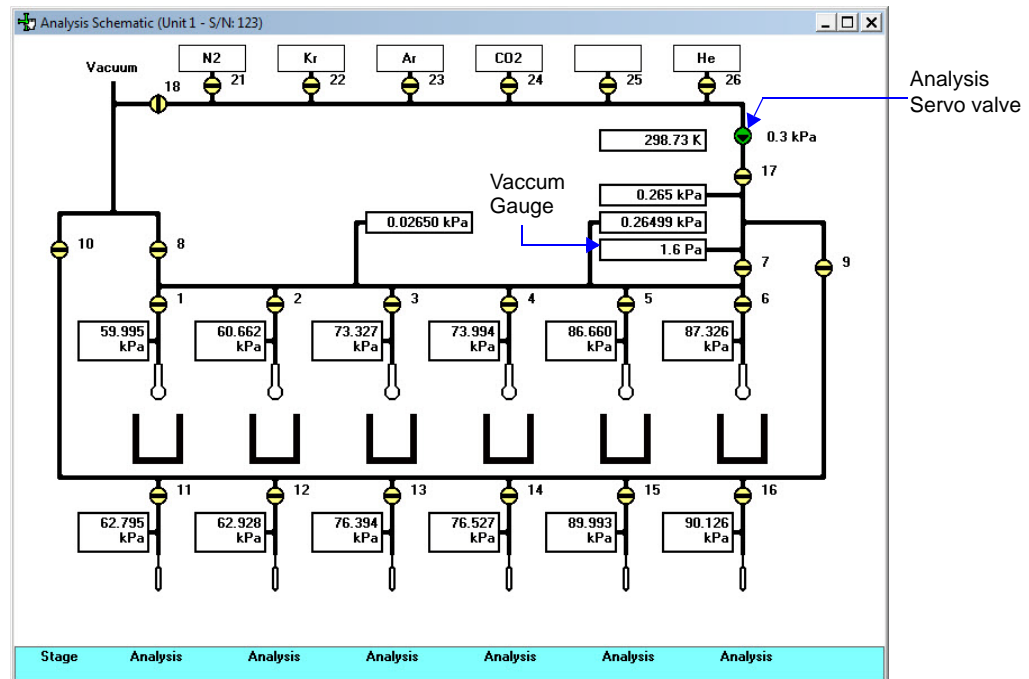 Analysis Schematic (Unit 1 - S/N: 123)
N2
Kr
Ar
CO2
He
Vacuum
18
21
22
23
24
25
26
Analysis
Servo valve
298.73 K
0.3 kPa
17
Vaccum
Gauge
0.265 kPa
0.02650 kPa
0.26499 kPa
1.6 Pa
10
8
7
9
1
2
3
4
5
6
59.995
kPa
60.662
kPa
73.327
kPa
73.994
kPa
86.660
kPa
87.326
kPa
11
12
13
14
15
16
62.795
kPa
62.928
kPa
76.394
kPa
76.527
kPa
89.993
kPa
90.126
kPa
Stage Analysis Analysis Analysis Analysis Analysis Analysis